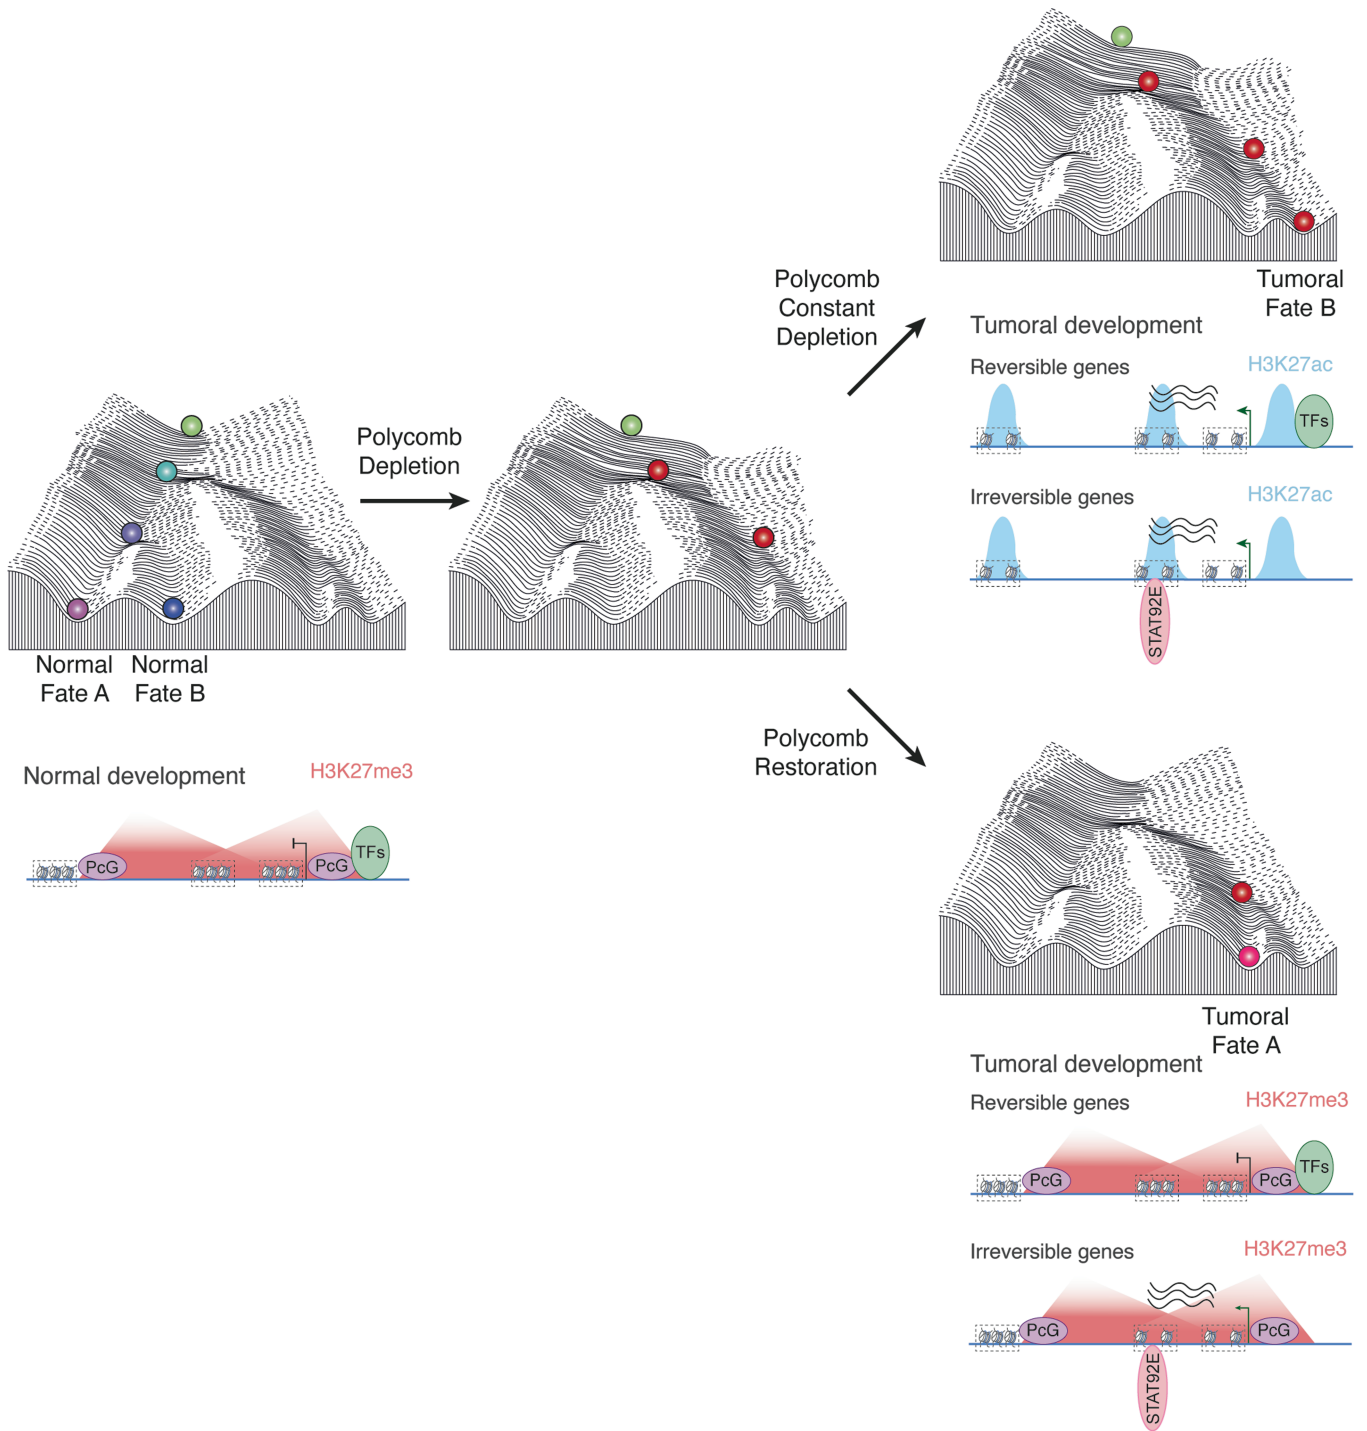 Normal
Fate A
Normal
Fate B
Normal development
H3K27me3
PcG
PcG
TFs
Polycomb
Depletion
Polycomb
Constant
Depletion
Tumoral
Fate B
Tumoral development
Reversible genes
H3K27ac
TFs
Irreversible genes
H3K27ac
STAT92E
Polycomb
Restoration
Tumoral
Fate A
Tumoral development
Reversible genes
H3K27me3
PcG
PcG
TFs
Irreversible genes
H3K27me3
PcG
PcG
STAT92E